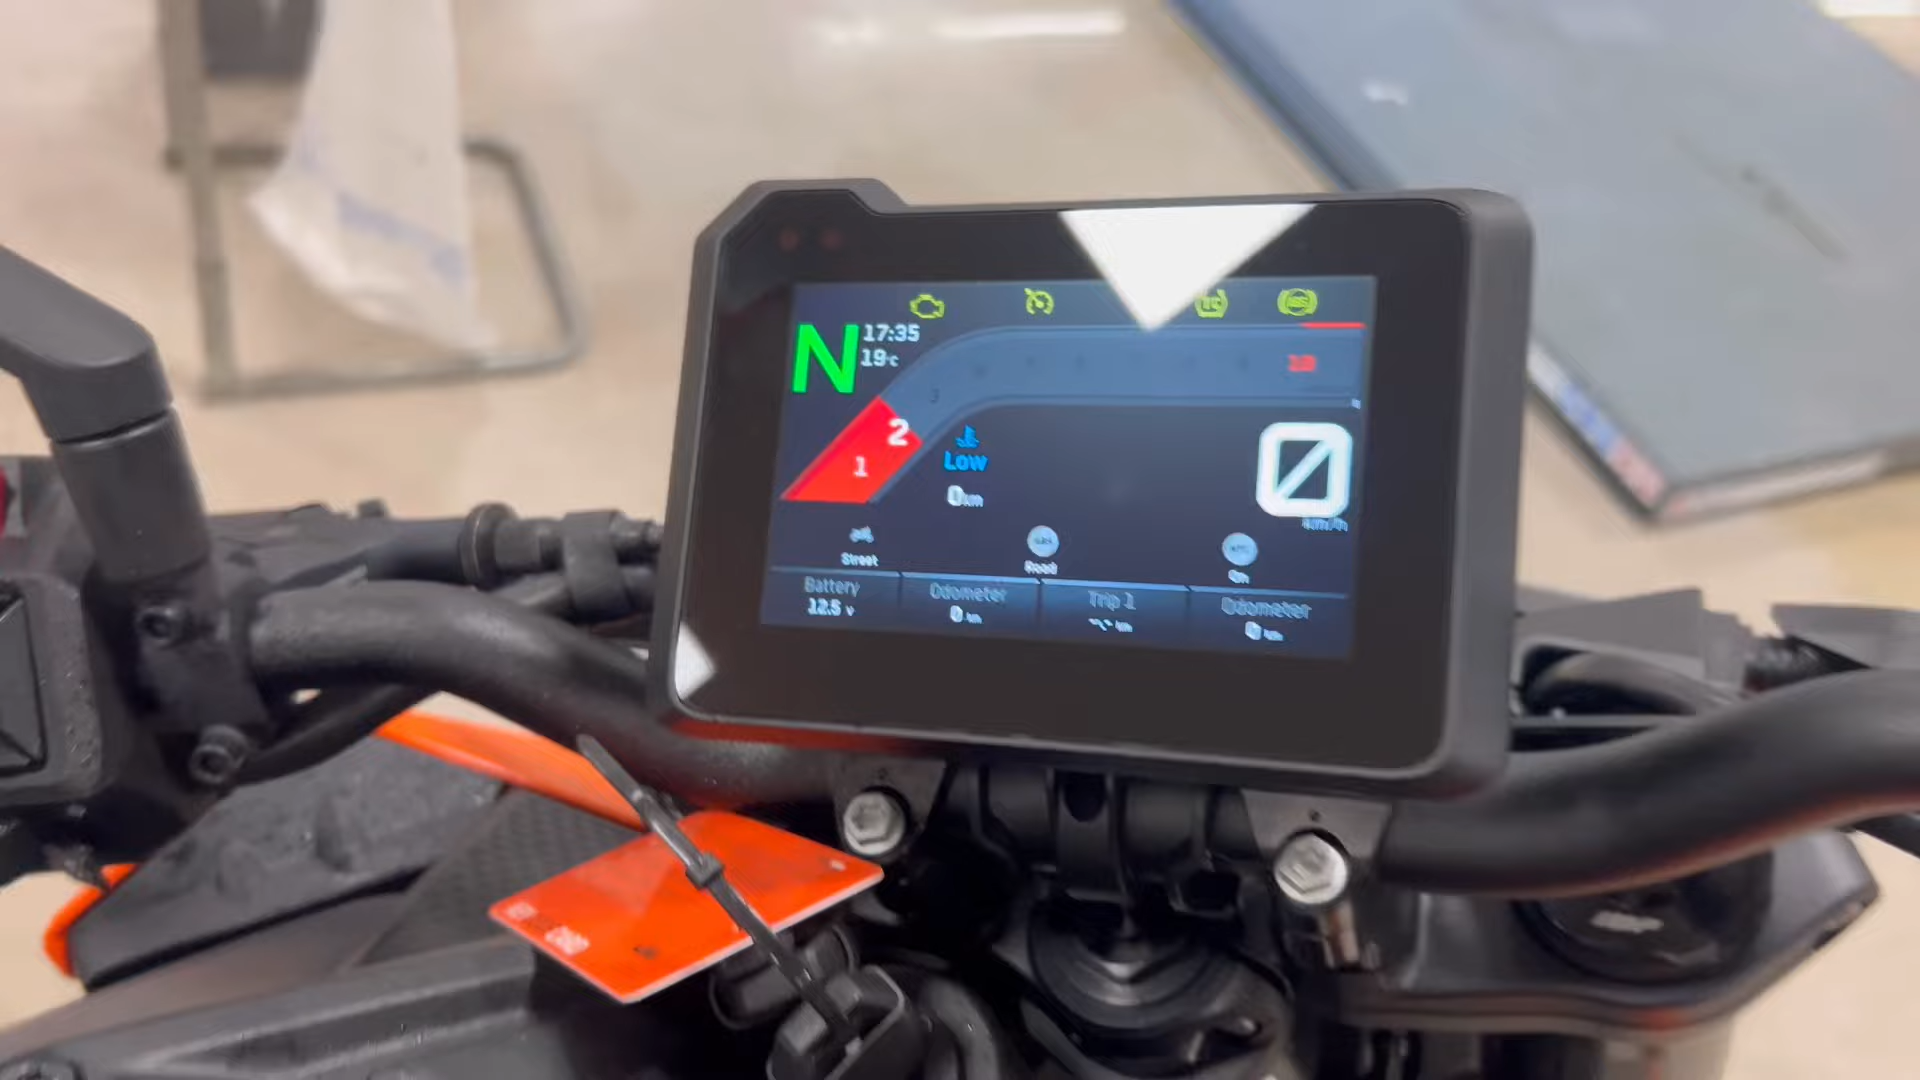 N
17:35
19°C
10
3
2
1
Low
0 km
0
km/h
Street
Road
On
Battery
12.5 V
Odometer
0 km
Trip 1
km
Odometer
0 km